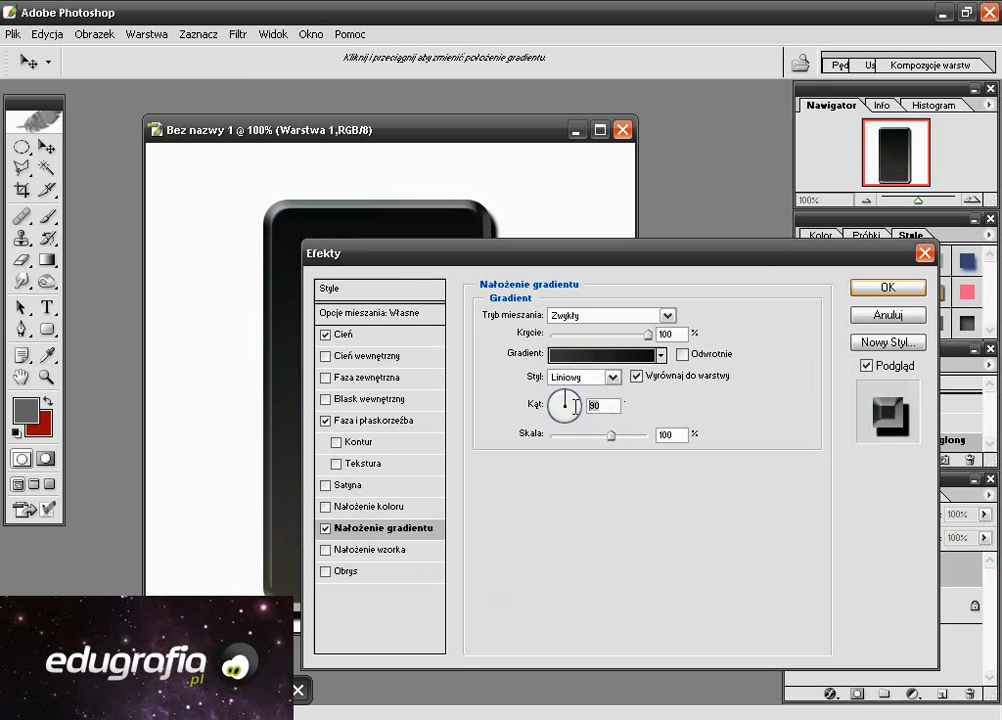 Adobe Photoshop
Plik Edycja Obrazek Warstwa Zaznacz Filtr Widok Okno Pomoc
Kliknij i przeciągnij aby zmienić położenie gradientu.
Pęd Us Kompozycje warstw
Nawigator Info Histogram
100%
Bez nazwy 1 @ 100% (Warstwa 1,RGB/8)
Kolor Próbki Style
Efekty
Style
Opcje mieszania: Własne
Cień
Cień wewnętrzny
Faza zewnętrzna
Blask wewnętrzny
Faza i płaskorzeźba
Kontur
Tekstura
Satyna
Nałożenie koloru
Nałożenie gradientu
Nałożenie wzorka
Obrys
Nałożenie gradientu
Gradient
Tryb mieszania: Zwykły
Krycie: 100 %
Gradient: Odwrotnie
Styl: Liniowy Wyrównaj do warstwy
Kąt: 90 °
Skala: 100 %
OK
Anuluj
Nowy Styl...
Podgląd
glony
100%
100%
edugrafia
.pl